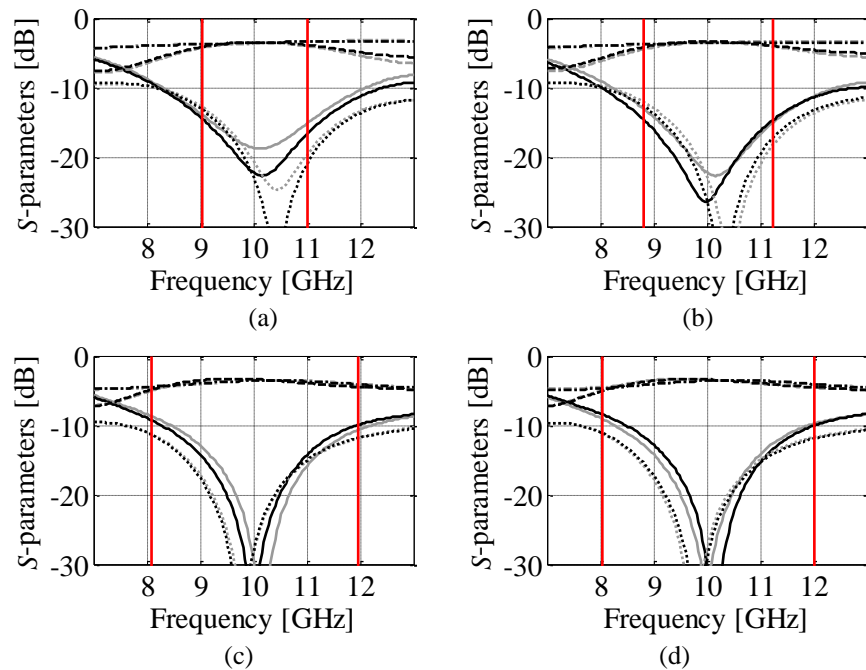 S-parameters [dB]
0
-10
-20
-30
8 9 10 11 12
Frequency [GHz]
(a)
S-parameters [dB]
0
-10
-20
-30
8 9 10 11 12
Frequency [GHz]
(b)
S-parameters [dB]
0
-10
-20
-30
8 9 10 11 12
Frequency [GHz]
(c)
S-parameters [dB]
0
-10
-20
-30
8 9 10 11 12
Frequency [GHz]
(d)